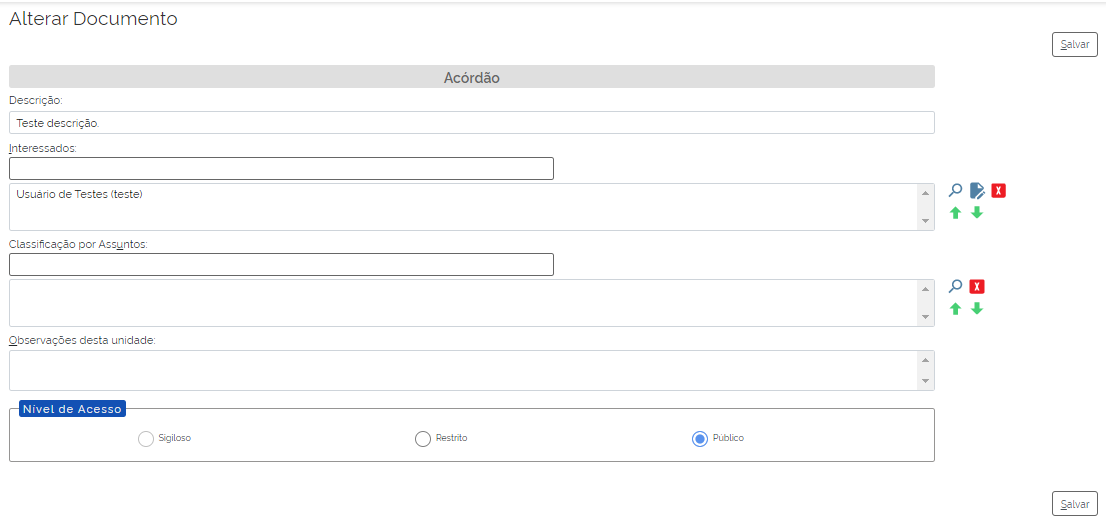 Alterar Documento
Salvar
Acórdão
Descrição:
Teste descrição.
Interessados:
Usuário de Testes (teste)
Classificação por Assuntos:
Observações desta unidade:
Nível de Acesso
Sigiloso
Restrito
Público
Salvar